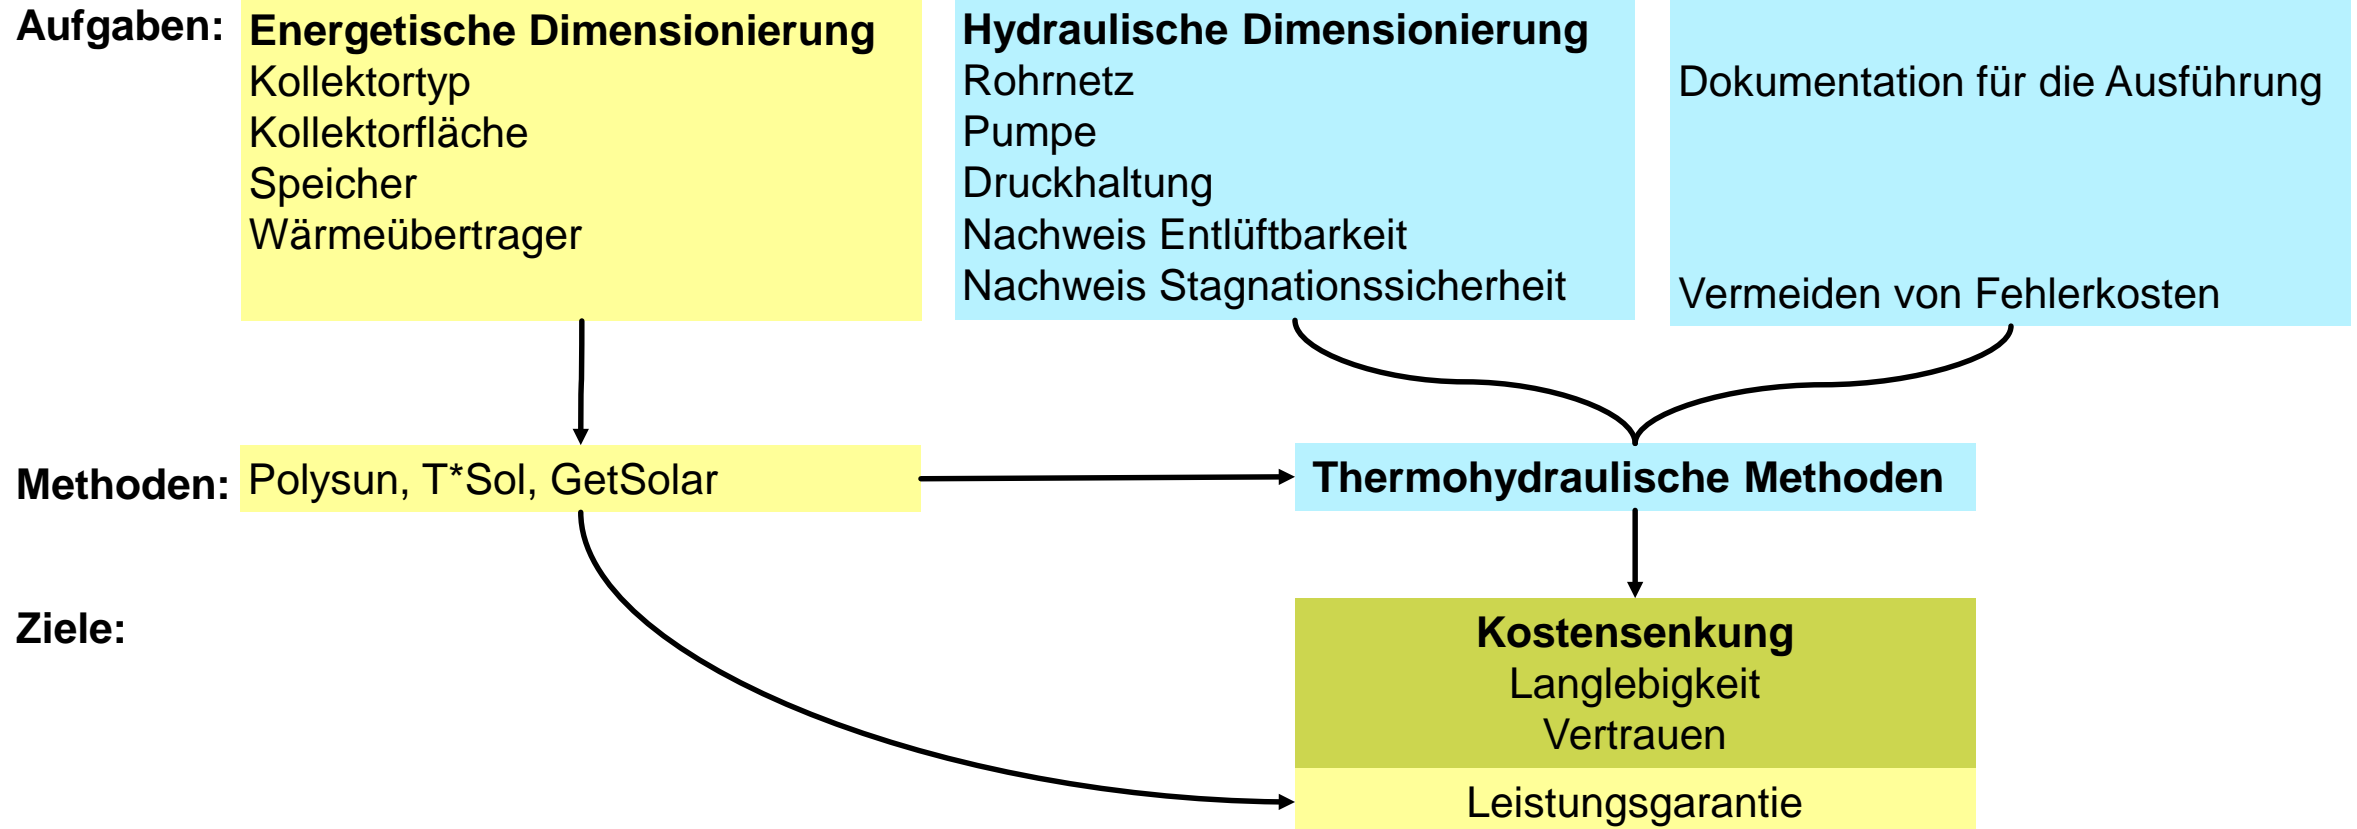 Aufgaben:
Energetische Dimensionierung
Kollektortyp
Kollektorfläche
Speicher
Wärmeübertrager
Hydraulische Dimensionierung
Rohrnetz
Pumpe
Druckhaltung
Nachweis Entlüftbarkeit
Nachweis Stagnationssicherheit
Dokumentation für die Ausführung
Vermeiden von Fehlerkosten
Methoden:
Polysun, T*Sol, GetSolar
Thermohydraulische Methoden
Ziele:
Kostensenkung
Langlebigkeit
Vertrauen
Leistungsgarantie